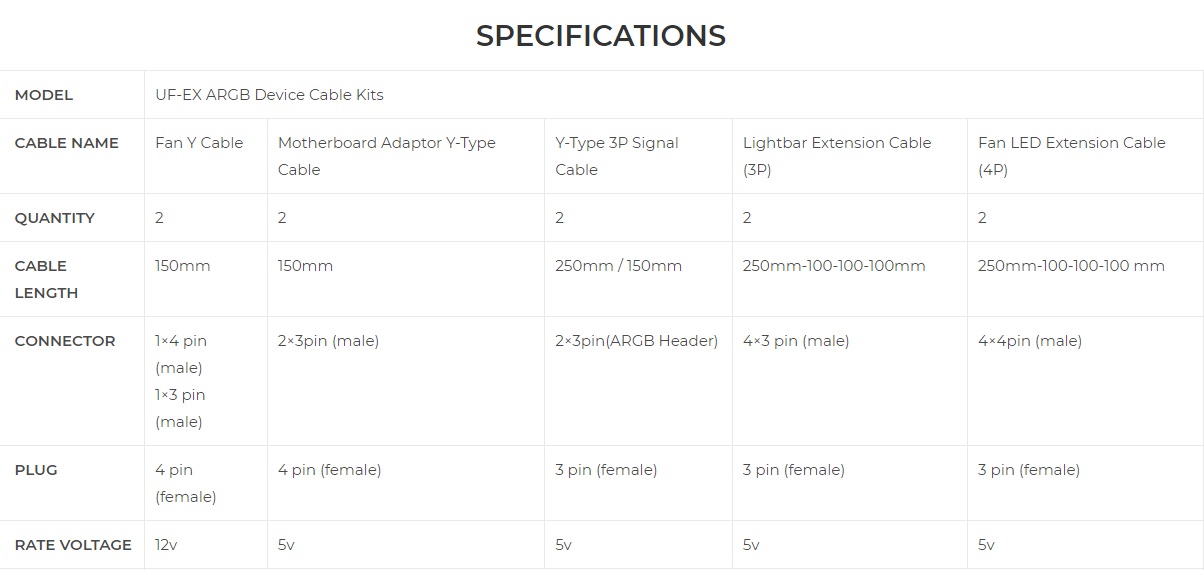 SPECIFICATIONS
MODEL UF-EX ARGB Device Cable Kits
CABLE NAME Fan Y Cable Motherboard Adaptor Y-Type Y-Type 3P Signal Lightbar Extension Cable Fan LED Extension Cable
Cable Cable (3P) (4P)
QUANTITY 2 2 2 2 2
CABLE 150mm 150mm 250mm / 150mm 250mm-100-100-100mm 250mm-100-100-100 mm
LENGTH
CONNECTOR 1×4 pin 2×3pin (male) 2×3pin(ARGB Header) 4×3 pin (male) 4×4pin (male)
(male)
1×3 pin
(male)
PLUG 4 pin 4 pin (female) 3 pin (female) 3 pin (female) 3 pin (female)
(female)
RATE VOLTAGE 12v 5v 5v 5v 5v